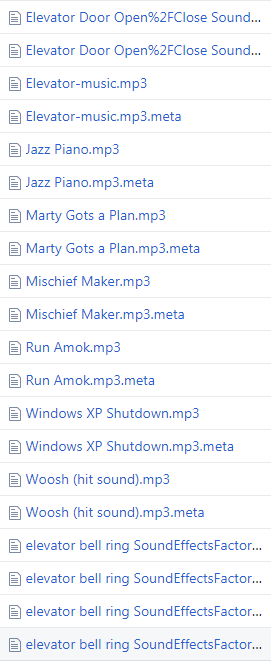 Elevator Door Open%2FClose Sound...
Elevator Door Open%2FClose Sound...
Elevator-music.mp3
Elevator-music.mp3.meta
Jazz Piano.mp3
Jazz Piano.mp3.meta
Marty Gots a Plan.mp3
Marty Gots a Plan.mp3.meta
Mischief Maker.mp3
Mischief Maker.mp3.meta
Run Amok.mp3
Run Amok.mp3.meta
Windows XP Shutdown.mp3
Windows XP Shutdown.mp3.meta
Woosh (hit sound).mp3
Woosh (hit sound).mp3.meta
elevator bell ring SoundEffectsFactor...
elevator bell ring SoundEffectsFactor...
elevator bell ring SoundEffectsFactor...
elevator bell ring SoundEffectsFactor...